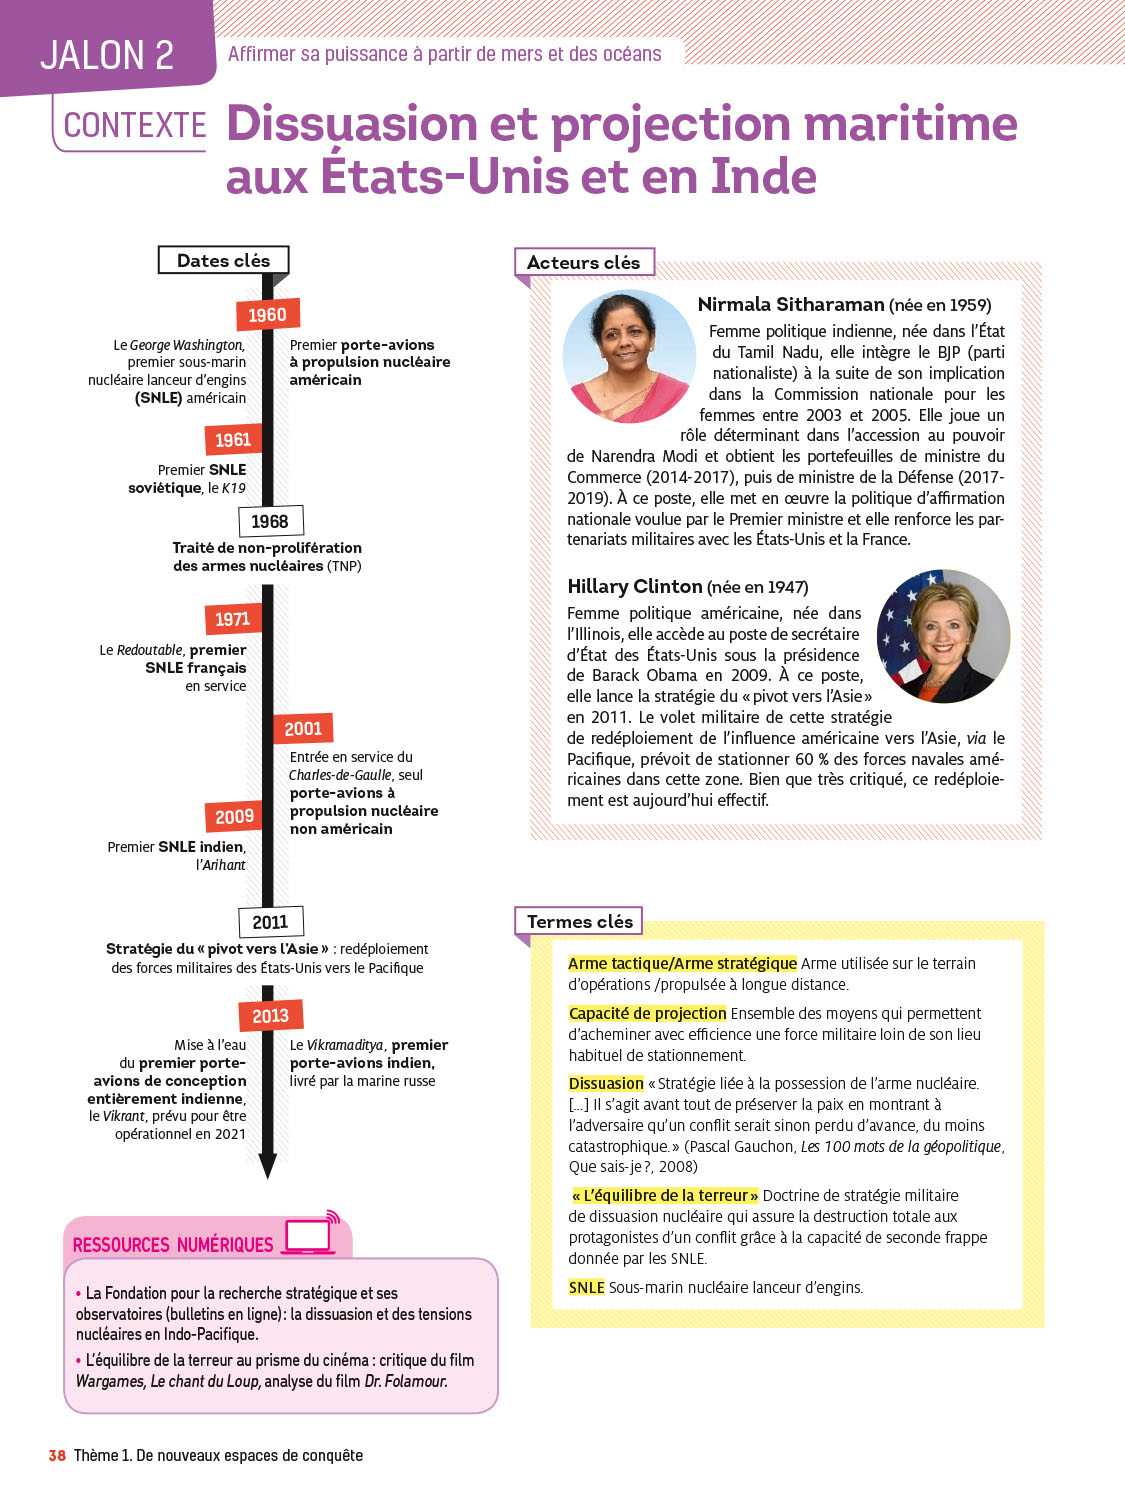 JALON 2
Affirmer sa puissance à partir de mers et des océans
CONTEXTE
Dissuasion et projection maritime
aux États-Unis et en Inde
Dates clés
1960
Le George Washington,
premier sous-marin
nucléaire lanceur d'engins
(SNLE) américain
Premier porte-avions
à propulsion nucléaire
américain
1961
Premier SNLE
soviétique, le K19
1968
Traité de non-prolifération
des armes nucléaires (TNP)
1971
Le Redoutable, premier
SNLE français
en service
2001
Entrée en service du
Charles-de-Gaulle, seul
porte-avions à
propulsion nucléaire
non américain
2009
Premier SNLE indien,
l'Arihant
2011
Stratégie du « pivot vers l'Asie » : redéploiement
des forces militaires des États-Unis vers le Pacifique
2013
Mise à l'eau
du premier porte-
avions de conception
entièrement indienne,
le Vikrant, prévu pour être
opérationnel en 2021
Le Vikramaditya, premier
porte-avions indien,
livré par la marine russe
RESSOURCES NUMÉRIQUES
• La Fondation pour la recherche stratégique et ses
observatoires (bulletins en ligne) : la dissuasion et des tensions
nucléaires en Indo-Pacifique.
• L'équilibre de la terreur au prisme du cinéma : critique du film
Wargames, Le chant du Loup, analyse du film Dr. Folamour.
Acteurs clés
Nirmala Sitharaman (née en 1959)
Femme politique indienne, née dans l'État
du Tamil Nadu, elle intègre le BJP (parti
nationaliste) à la suite de son implication
dans la Commission nationale pour les
femmes entre 2003 et 2005. Elle joue un
rôle déterminant dans l'accession au pouvoir
de Narendra Modi et obtient les portefeuilles de ministre du
Commerce (2014-2017), puis de ministre de la Défense (2017-
2019). À ce poste, elle met en œuvre la politique d'affirmation
nationale voulue par le Premier ministre et elle renforce les par-
tenariats militaires avec les États-Unis et la France.
Hillary Clinton (née en 1947)
Femme politique américaine, née dans
l'Illinois, elle accède au poste de secrétaire
d'État des États-Unis sous la présidence
de Barack Obama en 2009. À ce poste,
elle lance la stratégie du « pivot vers l'Asie »
en 2011. Le volet militaire de cette stratégie
de redéploiement de l'influence américaine vers l'Asie, via le
Pacifique, prévoit de stationner 60 % des forces navales amé-
ricaines dans cette zone. Bien que très critiqué, ce redéploie-
ment est aujourd'hui effectif.
Termes clés
Arme tactique/Arme stratégique Arme utilisée sur le terrain
d'opérations /propulsée à longue distance.
Capacité de projection Ensemble des moyens qui permettent
d'acheminer avec efficience une force militaire loin de son lieu
habituel de stationnement.
Dissuasion « Stratégie liée à la possession de l'arme nucléaire.
[...] Il s'agit avant tout de préserver la paix en montrant à
l'adversaire qu'un conflit serait sinon perdu d'avance, du moins
catastrophique. » (Pascal Gauchon, Les 100 mots de la géopolitique,
Que sais-je ?, 2008)
« L'équilibre de la terreur » Doctrine de stratégie militaire
de dissuasion nucléaire qui assure la destruction totale aux
protagonistes d'un conflit grâce à la capacité de seconde frappe
donnée par les SNLE.
SNLE Sous-marin nucléaire lanceur d'engins.
38 Thème 1. De nouveaux espaces de conquête